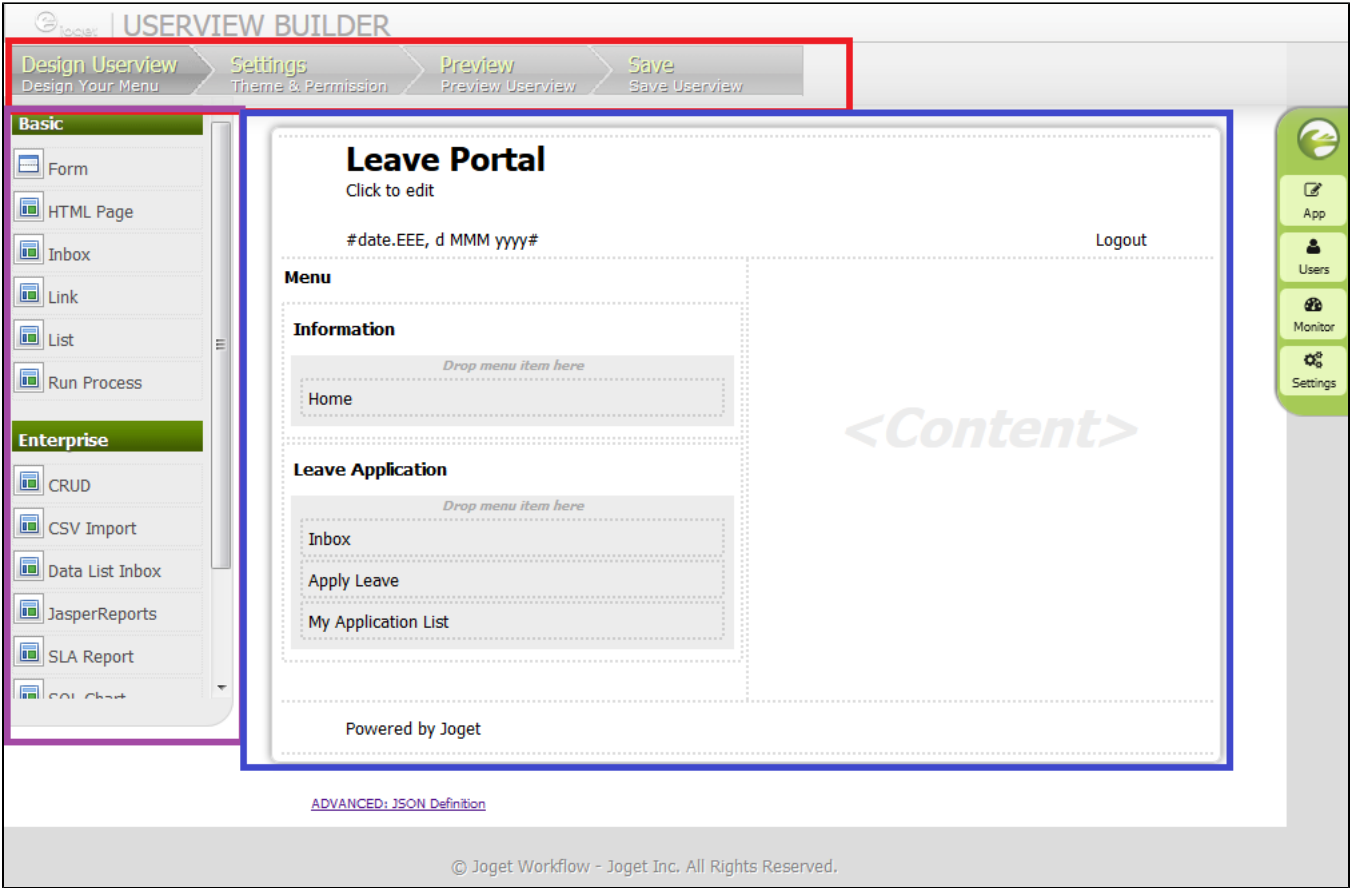 joget | USERVIEW BUILDER
Design Userview
Design Your Menu
Settings
Theme & Permission
Preview
Preview Userview
Save
Save Userview
Basic
Form
HTML Page
Inbox
Link
List
Run Process
Enterprise
CRUD
CSV Import
Data List Inbox
JasperReports
SLA Report
SQL Chart
Leave Portal
Click to edit
#date.EEE, d MMM yyyy#
Logout
Menu
Information
Drop menu item here
Home
Leave Application
Drop menu item here
Inbox
Apply Leave
My Application List
<Content>
Powered by Joget
App
Users
Monitor
Settings
ADVANCED: JSON Definition
© Joget Workflow - Joget Inc. All Rights Reserved.